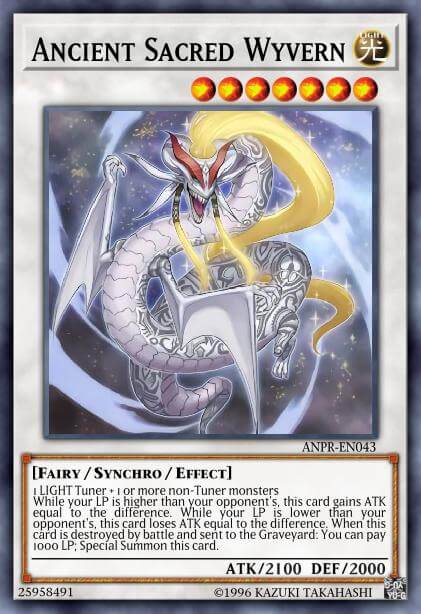 ANCIENT SACRED WYVERN
LIGHT
光
ANPR-EN043
[FAIRY / SYNCHRO / EFFECT]
1 LIGHT Tuner + 1 or more non-Tuner monsters
While your LP is higher than your opponent's, this card gains ATK
equal to the difference. While your LP is lower than your
opponent's, this card loses ATK equal to the difference. When this
card is destroyed by battle and sent to the Graveyard: You can pay
1000 LP; Special Summon this card.
ATK/2100 DEF/2000
25958491
©1996 KAZUKI TAKAHASHI